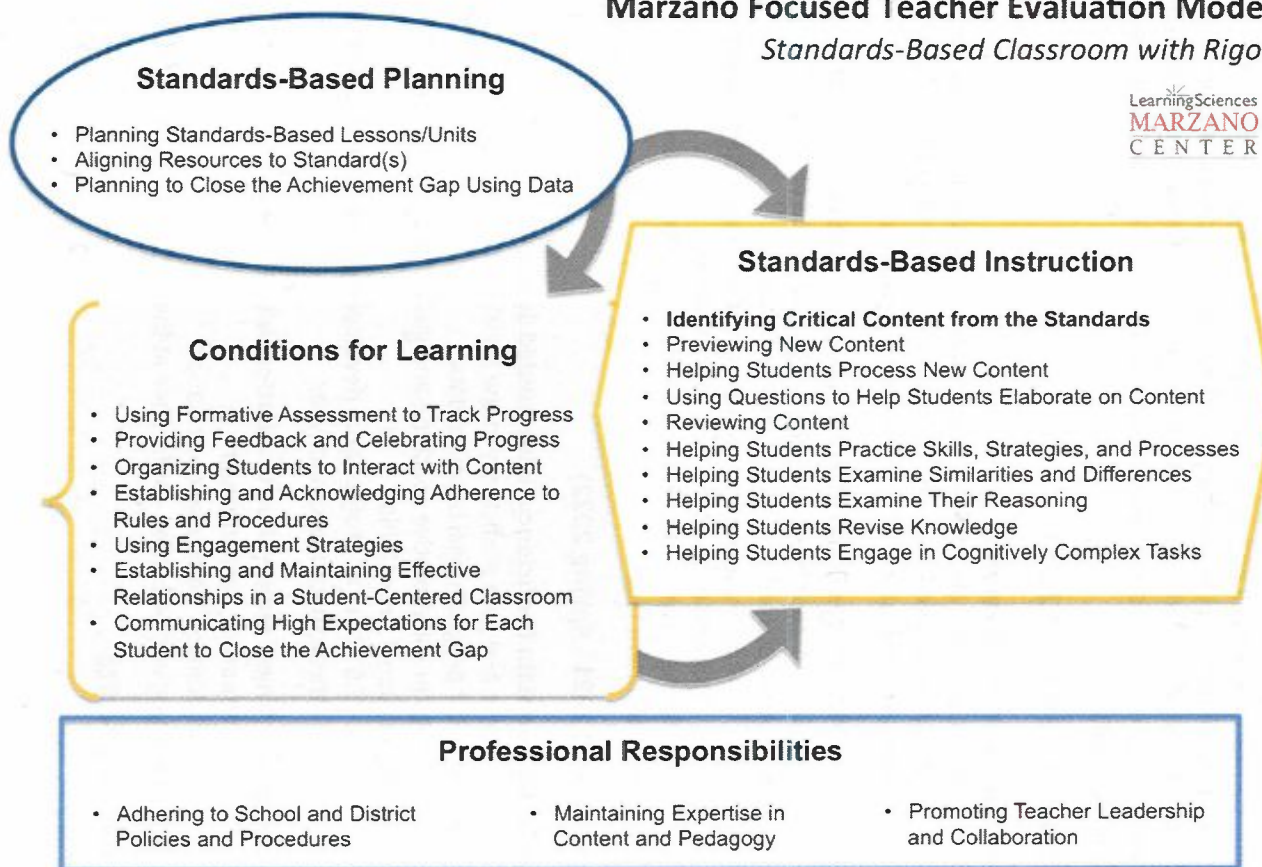 Marzano Focused Teacher Evaluation Mode
Standards-Based Classroom with Rigo
LearningSciences
MARZANO
CENTER
Standards-Based Planning
• Planning Standards-Based Lessons/Units
• Aligning Resources to Standard(s)
• Planning to Close the Achievement Gap Using Data
Standards-Based Instruction
• Identifying Critical Content from the Standards
• Previewing New Content
• Helping Students Process New Content
• Using Questions to Help Students Elaborate on Content
• Reviewing Content
• Helping Students Practice Skills, Strategies, and Processes
• Helping Students Examine Similarities and Differences
• Helping Students Examine Their Reasoning
• Helping Students Revise Knowledge
• Helping Students Engage in Cognitively Complex Tasks
Conditions for Learning
• Using Formative Assessment to Track Progress
• Providing Feedback and Celebrating Progress
• Organizing Students to Interact with Content
• Establishing and Acknowledging Adherence to
Rules and Procedures
• Using Engagement Strategies
• Establishing and Maintaining Effective
Relationships in a Student-Centered Classroom
• Communicating High Expectations for Each
Student to Close the Achievement Gap
Professional Responsibilities
• Adhering to School and District
Policies and Procedures
• Maintaining Expertise in
Content and Pedagogy
• Promoting Teacher Leadership
and Collaboration